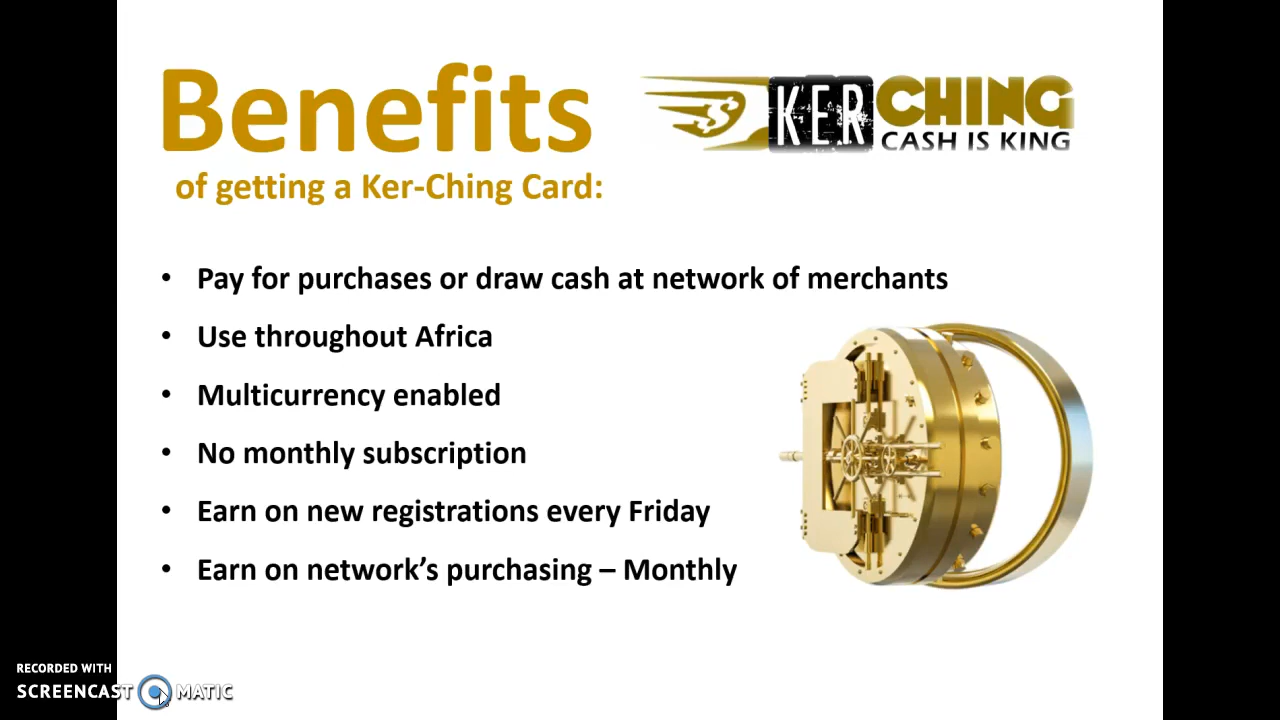 Benefits
KERCHING
CASH IS KING
of getting a Ker-Ching Card:
• Pay for purchases or draw cash at network of merchants
• Use throughout Africa
• Multicurrency enabled
• No monthly subscription
• Earn on new registrations every Friday
• Earn on network’s purchasing – Monthly
RECORDED WITH
SCREENCAST MATIC